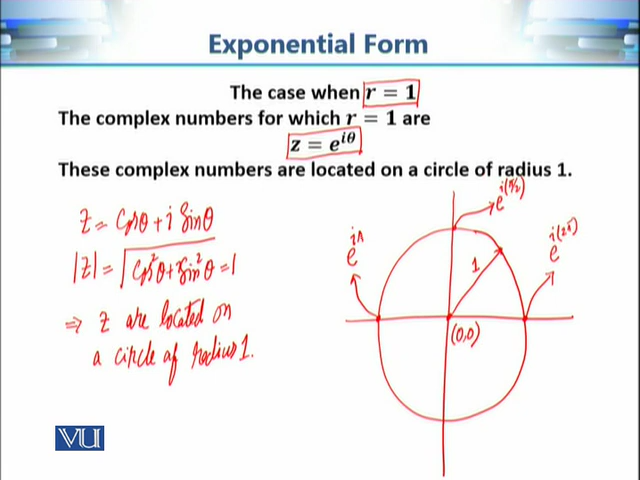 Exponential Form
The case when r = 1
The complex numbers for which r = 1 are
z = e^{iθ}
These complex numbers are located on a circle of radius 1.
Z = Cosθ + i Sinθ
|Z| = √(Cos²θ + Sin²θ) = 1
⇒ Z are located on
a circle of radius 1.
e^{i(π/2)}
e^{iπ}
e^{i(2π)}
1
(0,0)
VU